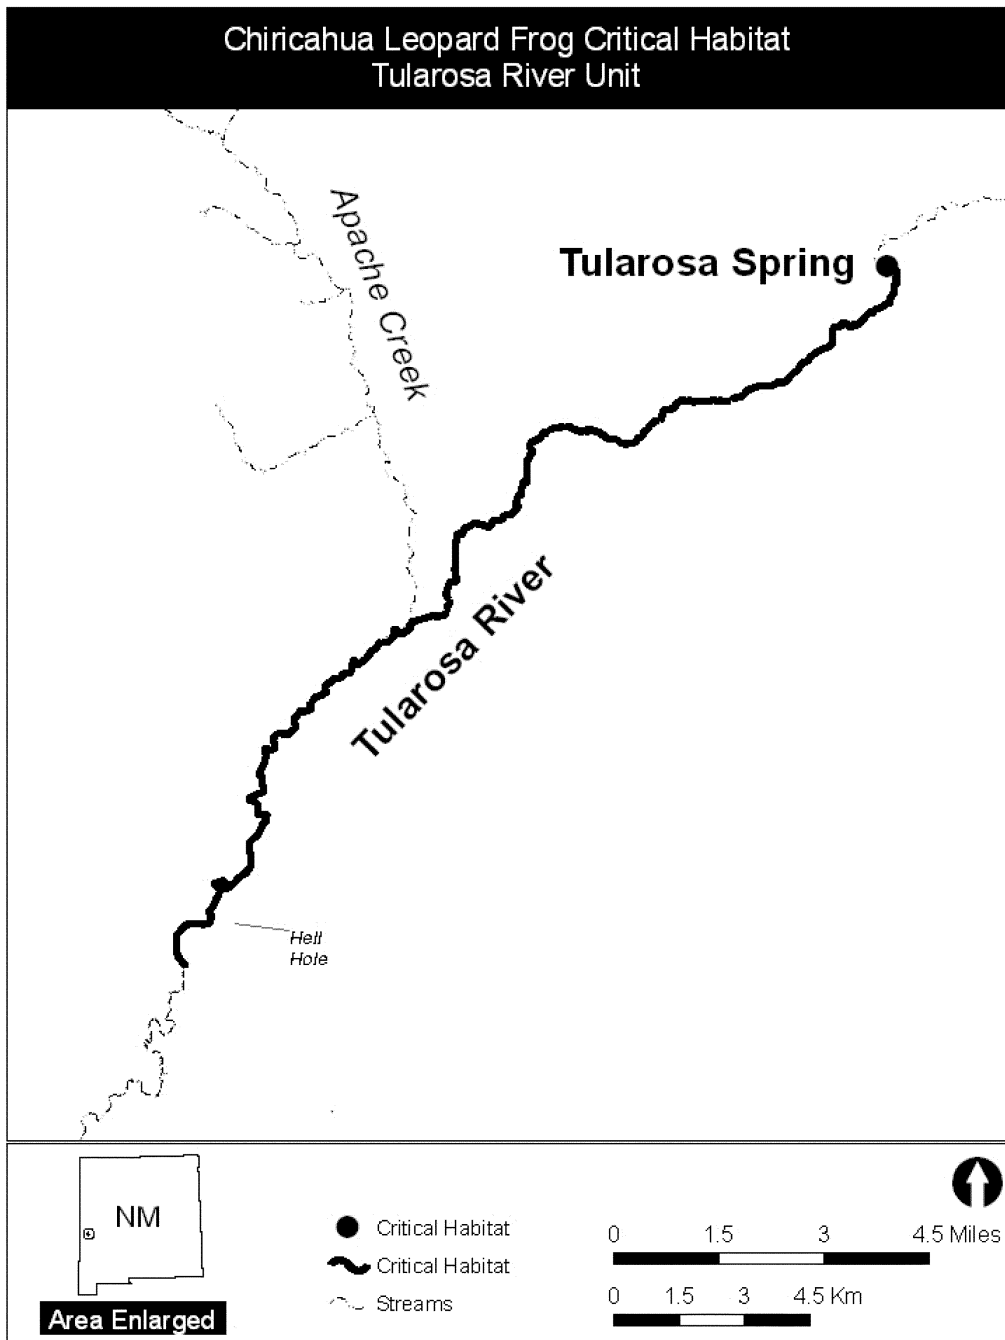 Chiricahua Leopard Frog Critical Habitat
Tularosa River Unit
Apache Creek
Tularosa Spring
Tularosa River
Hell
Hole
NM
Area Enlarged
Critical Habitat
Critical Habitat
Streams
0 1.5 3 4.5 Miles
0 1.5 3 4.5 Km